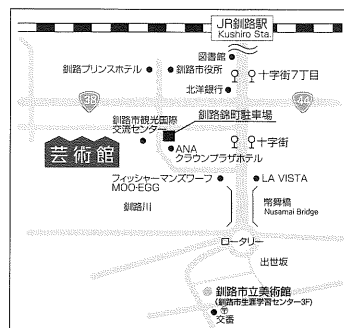 JR釧路駅
Kushiro Sta.
図書館
釧路プリンスホテル
釧路市役所
十字街7丁目
北洋銀行
38
44
釧路錦町駐車場
釧路市観光国際
交流センター
芸術館
ANA
クラウンプラザホテル
十字街
フィッシャーマンズワーフ
MOO・EGG
LA VISTA
釧路川
幣舞橋
Nusamai Bridge
ロータリー
出世坂
釧路市立美術館
(釧路市生涯学習センター3F)
交番